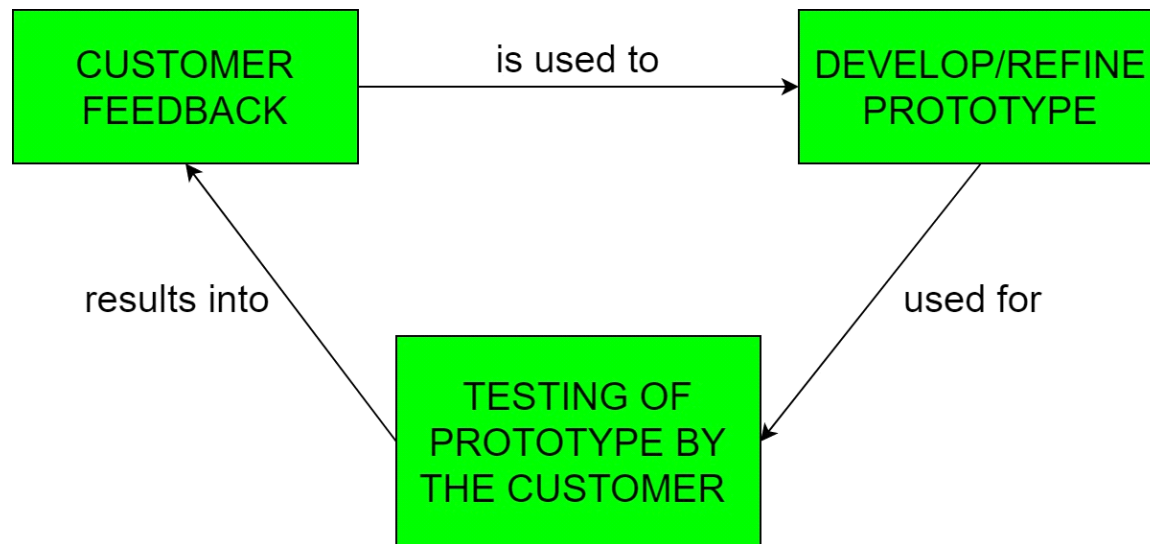 CUSTOMER
FEEDBACK
is used to
DEVELOP/REFINE
PROTOTYPE
used for
TESTING OF
PROTOTYPE BY
THE CUSTOMER
results into